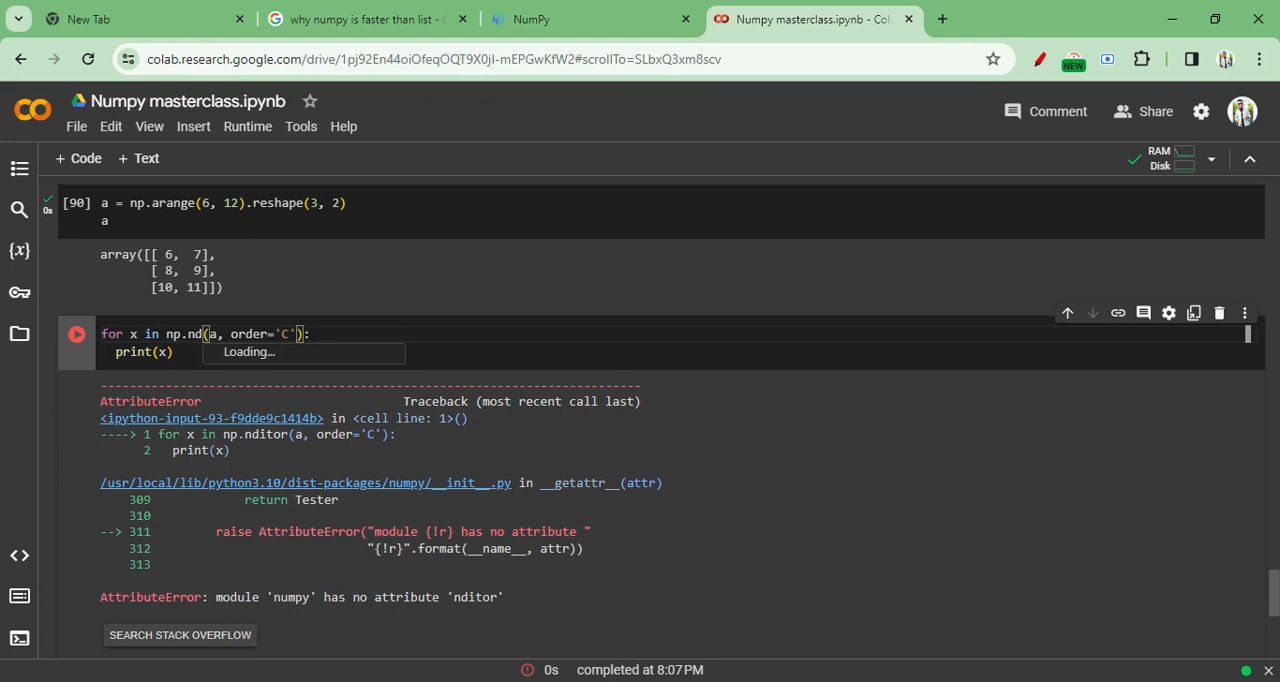 New Tab
why numpy is faster than list - G
NumPy
Numpy masterclass.ipynb - Col
colab.research.google.com/drive/1pj92En44oiOfeqOQT9X0jI-mEPGwKfW2#scrollTo=SLbxQ3xm8scv
NEW
CO
Numpy masterclass.ipynb
File Edit View Insert Runtime Tools Help
Comment
Share
+ Code + Text
RAM
Disk
0s
[90] a = np.arange(6, 12).reshape(3, 2)
a
array([[ 6, 7],
[ 8, 9],
[10, 11]])
{x}
for x in np.nd(a, order='C'):
print(x)
Loading...
---------------------------------------------------------------------------
AttributeError Traceback (most recent call last)
<ipython-input-93-f9dde9c1414b> in <cell line: 1>()
----> 1 for x in np.nditor(a, order='C'):
2 print(x)
/usr/local/lib/python3.10/dist-packages/numpy/__init__.py in __getattr__(attr)
309 return Tester
310
--> 311 raise AttributeError("module {!r} has no attribute "
312 "{!r}".format(__name__, attr))
313
AttributeError: module 'numpy' has no attribute 'nditor'
SEARCH STACK OVERFLOW
0s completed at 8:07 PM